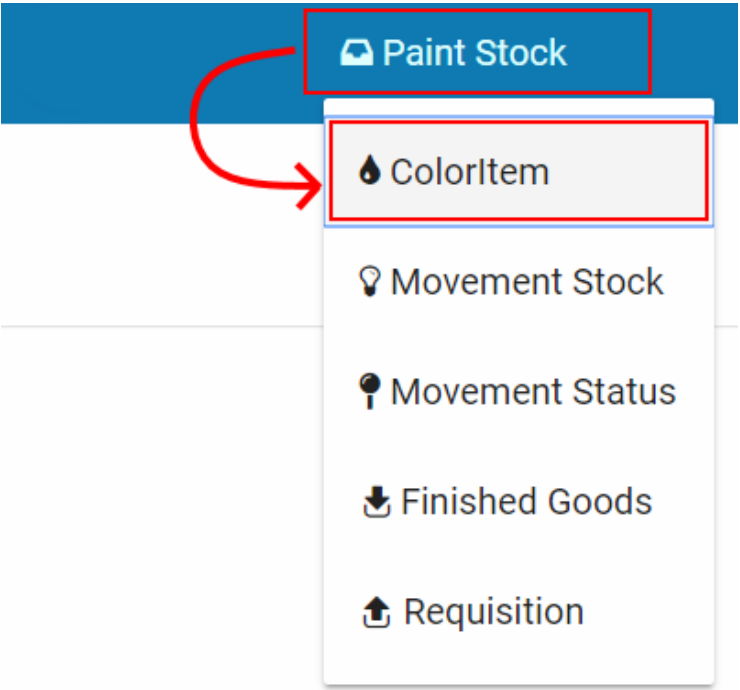 Paint Stock
ColorItem
Movement Stock
Movement Status
Finished Goods
Requisition